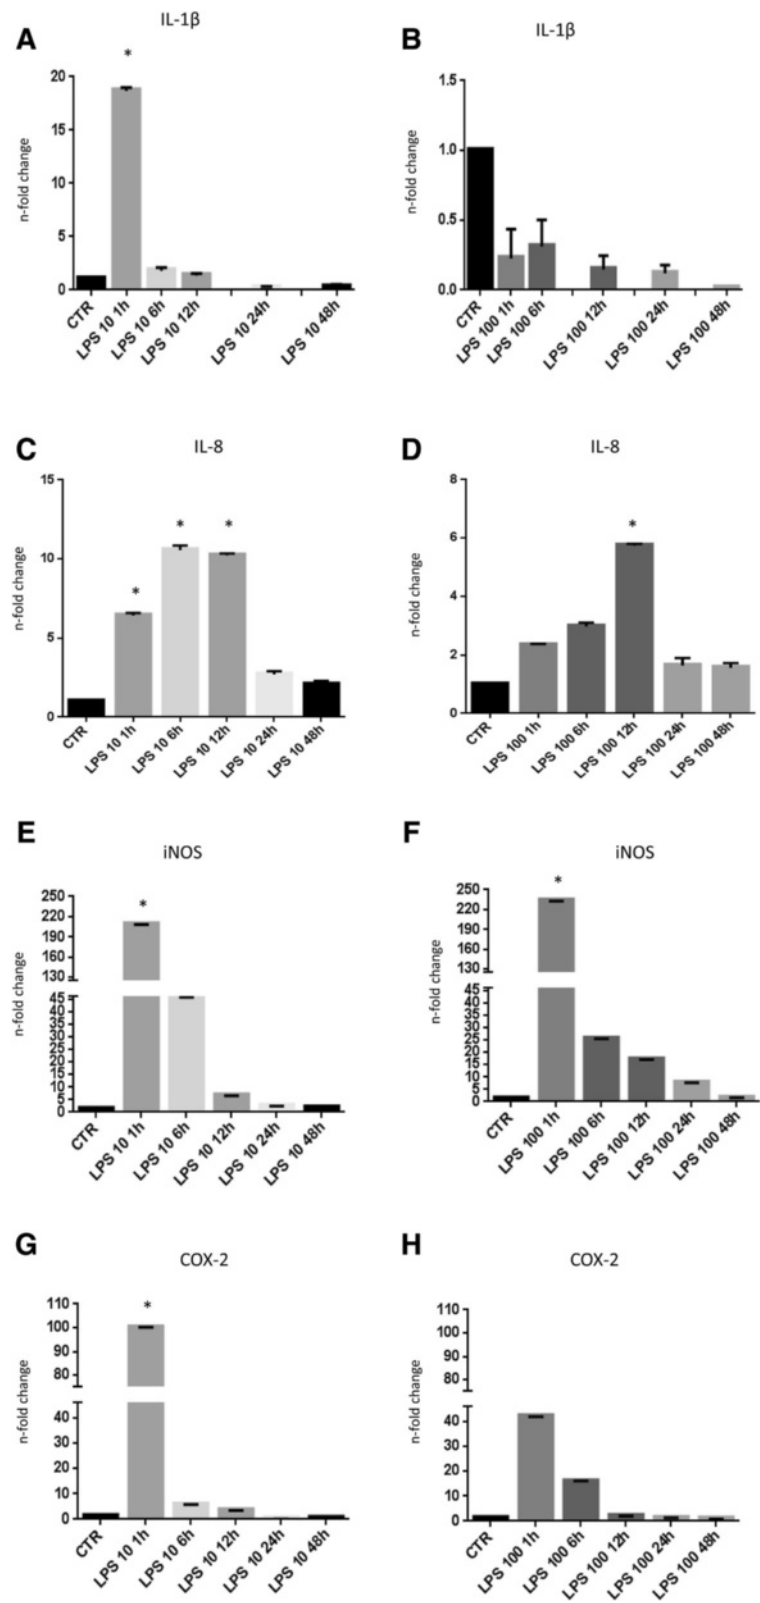 A
IL-1β
*
n-fold change
20
15
10
5
0
CTR
LPS 10 1h
LPS 10 6h
LPS 10 12h
LPS 10 24h
LPS 10 48h
B
IL-1β
n-fold change
1.5
1.0
0.5
0.0
CTR
LPS 100 1h
LPS 100 6h
LPS 100 12h
LPS 100 24h
LPS 100 48h
C
IL-8
* * *
n-fold change
15
10
5
0
CTR
LPS 10 1h
LPS 10 6h
LPS 10 12h
LPS 10 24h
LPS 10 48h
D
IL-8
*
n-fold change
8
6
4
2
0
CTR
LPS 100 1h
LPS 100 6h
LPS 100 12h
LPS 100 24h
LPS 100 48h
E
iNOS
*
n-fold change
250
220
190
160
130
45
40
35
30
25
20
15
10
5
0
CTR
LPS 10 1h
LPS 10 6h
LPS 10 12h
LPS 10 24h
LPS 10 48h
F
iNOS
*
n-fold change
250
220
190
160
130
45
40
35
30
25
20
15
10
5
0
CTR
LPS 100 1h
LPS 100 6h
LPS 100 12h
LPS 100 24h
LPS 100 48h
G
COX-2
*
n-fold change
110
100
90
80
40
30
20
10
0
CTR
LPS 10 1h
LPS 10 6h
LPS 10 12h
LPS 10 24h
LPS 10 48h
H
COX-2
n-fold change
110
100
90
80
40
30
20
10
0
CTR
LPS 100 1h
LPS 100 6h
LPS 100 12h
LPS 100 24h
LPS 100 48h